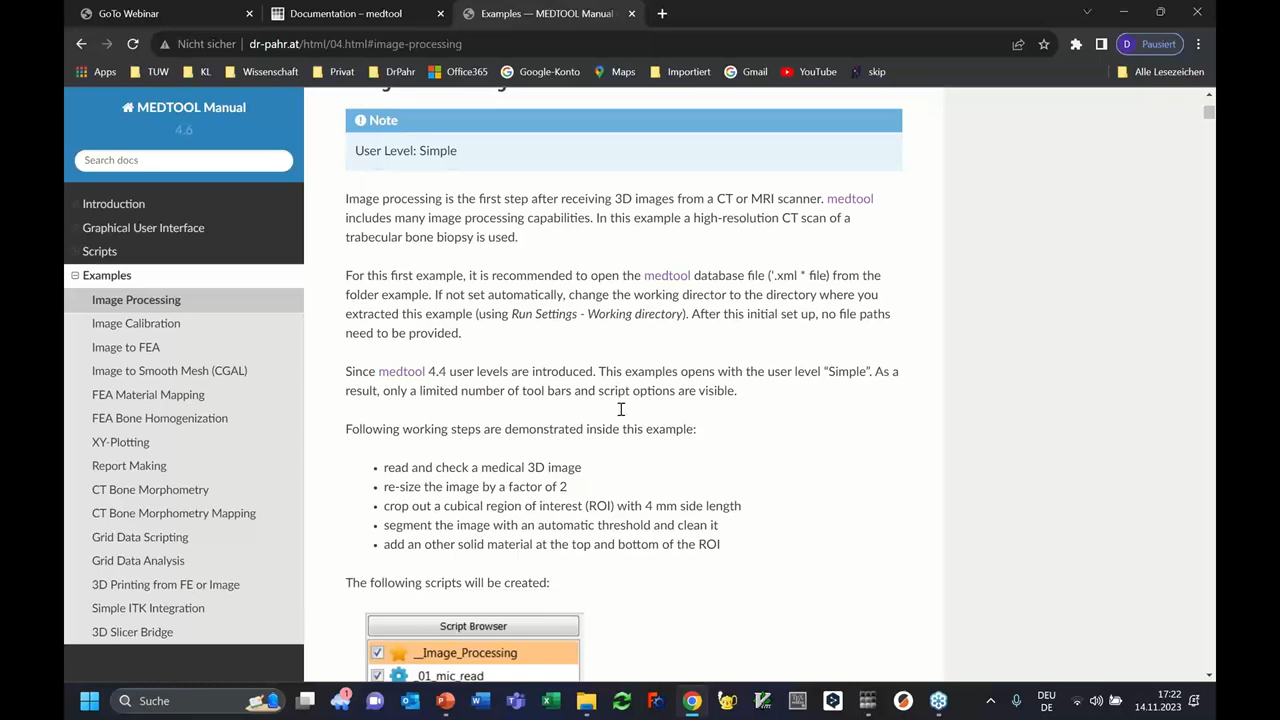 GoTo Webinar
Documentation – medtool
Examples — MEDTOOL Manual
Nicht sicher
dr-pahr.at/html/04.html#image-processing
D
Pausiert
Apps
TUW
KL
Wissenschaft
Privat
DrPahr
Office365
Google-Konto
Maps
Importiert
Gmail
YouTube
skip
Alle Lesezeichen
MEDTOOL Manual
4.6
Search docs
Introduction
Graphical User Interface
Scripts
Examples
Image Processing
Image Calibration
Image to FEA
Image to Smooth Mesh (CGAL)
FEA Material Mapping
FEA Bone Homogenization
XY-Plotting
Report Making
CT Bone Morphometry
CT Bone Morphometry Mapping
Grid Data Scripting
Grid Data Analysis
3D Printing from FE or Image
Simple ITK Integration
3D Slicer Bridge
Note
User Level: Simple
Image processing is the first step after receiving 3D images from a CT or MRI scanner. medtool
includes many image processing capabilities. In this example a high-resolution CT scan of a
trabecular bone biopsy is used.
For this first example, it is recommended to open the medtool database file ('.xml * file) from the
folder example. If not set automatically, change the working director to the directory where you
extracted this example (using Run Settings - Working directory). After this initial set up, no file paths
need to be provided.
Since medtool 4.4 user levels are introduced. This examples opens with the user level “Simple”. As a
result, only a limited number of tool bars and script options are visible.
Following working steps are demonstrated inside this example:
• read and check a medical 3D image
• re-size the image by a factor of 2
• crop out a cubical region of interest (ROI) with 4 mm side length
• segment the image with an automatic threshold and clean it
• add an other solid material at the top and bottom of the ROI
The following scripts will be created:
Script Browser
__Image_Processing
01_mic_read
Suche
1
DEU
DE
17:22
14.11.2023